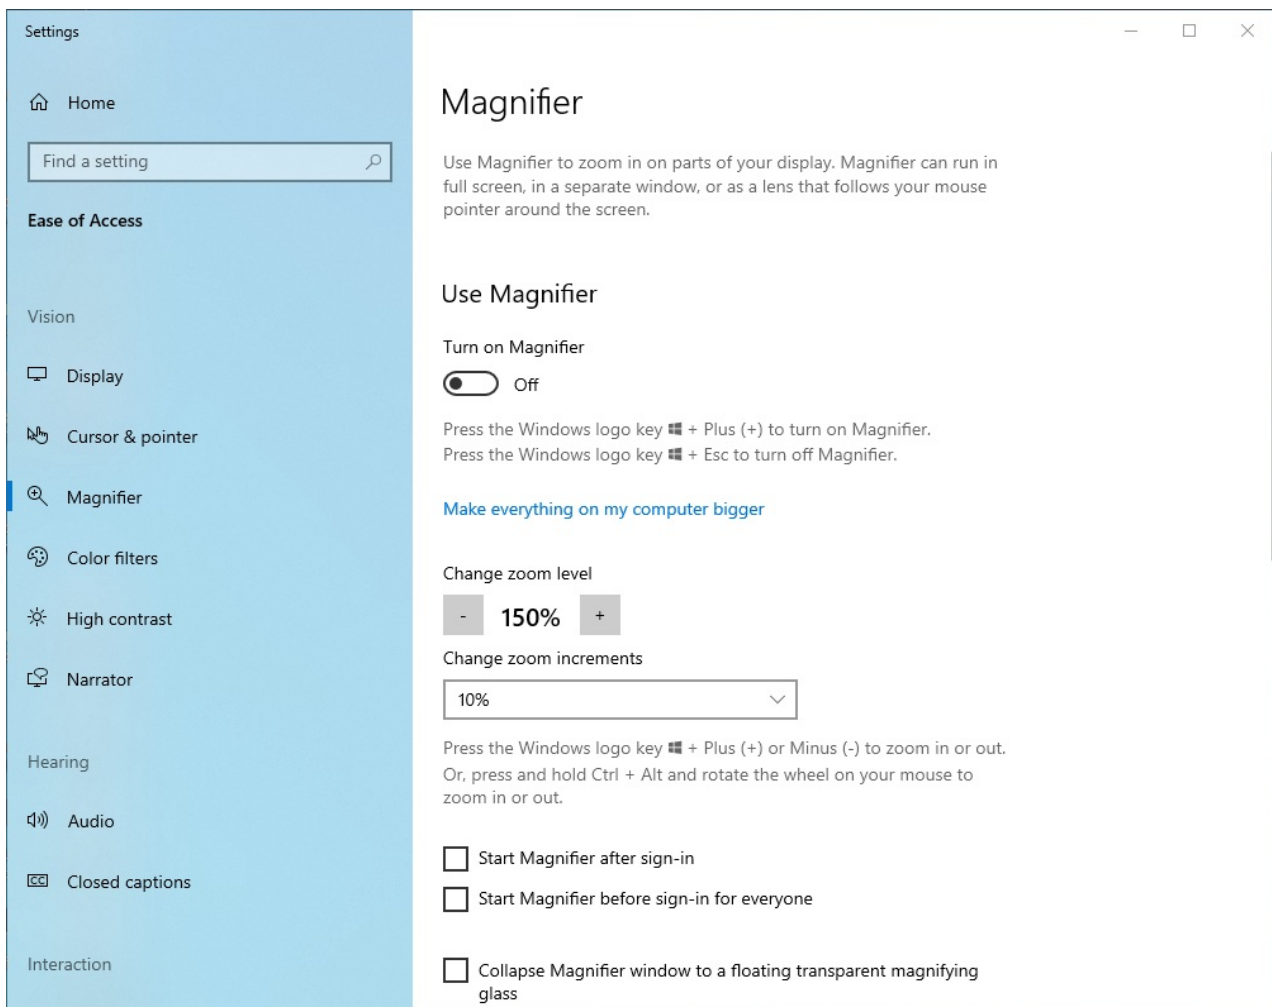 Settings
Home
Find a setting
Ease of Access
Vision
Display
Cursor & pointer
Magnifier
Color filters
High contrast
Narrator
Hearing
Audio
Closed captions
Interaction
Magnifier
Use Magnifier to zoom in on parts of your display. Magnifier can run in
full screen, in a separate window, or as a lens that follows your mouse
pointer around the screen.
Use Magnifier
Turn on Magnifier
Off
Press the Windows logo key + Plus (+) to turn on Magnifier.
Press the Windows logo key + Esc to turn off Magnifier.
Make everything on my computer bigger
Change zoom level
- 150% +
Change zoom increments
10%
Press the Windows logo key + Plus (+) or Minus (-) to zoom in or out.
Or, press and hold Ctrl + Alt and rotate the wheel on your mouse to
zoom in or out.
Start Magnifier after sign-in
Start Magnifier before sign-in for everyone
Collapse Magnifier window to a floating transparent magnifying
glass